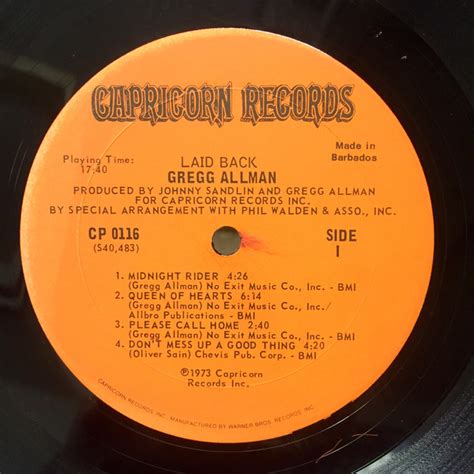 CAPRICORN RECORDS
Playing Time:
17:40
LAID BACK
GREGG ALLMAN
Made in
Barbados
PRODUCED BY JOHNNY SANDLIN AND GREGG ALLMAN
FOR CAPRICORN RECORDS INC.
BY SPECIAL ARRANGEMENT WITH PHIL WALDEN & ASSO., INC.
CP 0116
(S40,483)
SIDE
I
1. MIDNIGHT RIDER 4:26
(Gregg Allman) No Exit Music Co., Inc. - BMI
2. QUEEN OF HEARTS 6:14
(Gregg Allman) No Exit Music Co., Inc./
Allbro Publications - BMI
3. PLEASE CALL HOME 2:40
(Gregg Allman) No Exit Music Co., Inc. - BMI
4. DON'T MESS UP A GOOD THING 4:20
(Oliver Sain) Chevis Pub. Corp. - BMI
℗1973 Capricorn
Records Inc.
CAPRICORN RECORDS INC. MANUFACTURED BY WARNER BROS. RECORDS INC.